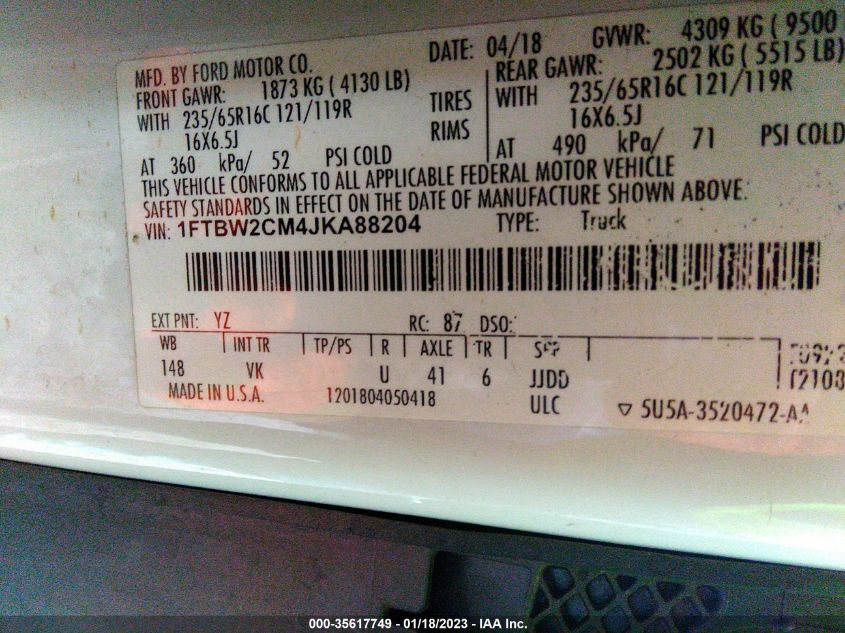 MFD. BY FORD MOTOR CO.
DATE: 04/18 GVWR: 4309 KG ( 9500
FRONT GAWR: 1873 KG ( 4130 LB)
REAR GAWR: 2502 KG ( 5515 LB)
WITH 235/65R16C 121/119R TIRES WITH 235/65R16C 121/119R
16X6.5J RIMS 16X6.5J
AT 360 kPa/ 52 PSI COLD AT 490 kPa/ 71 PSI COLD
THIS VEHICLE CONFORMS TO ALL APPLICABLE FEDERAL MOTOR VEHICLE
SAFETY STANDARDS IN EFFECT ON THE DATE OF MANUFACTURE SHOWN ABOVE.
VIN: 1FTBW2CM4JKA88204 TYPE: Truck
EXT PNT: YZ RC: 87 DSO:
WB INT TR TP/PS R AXLE TR SPR
148 VK U 41 6 JJDD
MADE IN U.S.A. 1201804050418 ULC
5U5A-3520472-AA
000-35617749 - 01/18/2023 - IAA Inc.